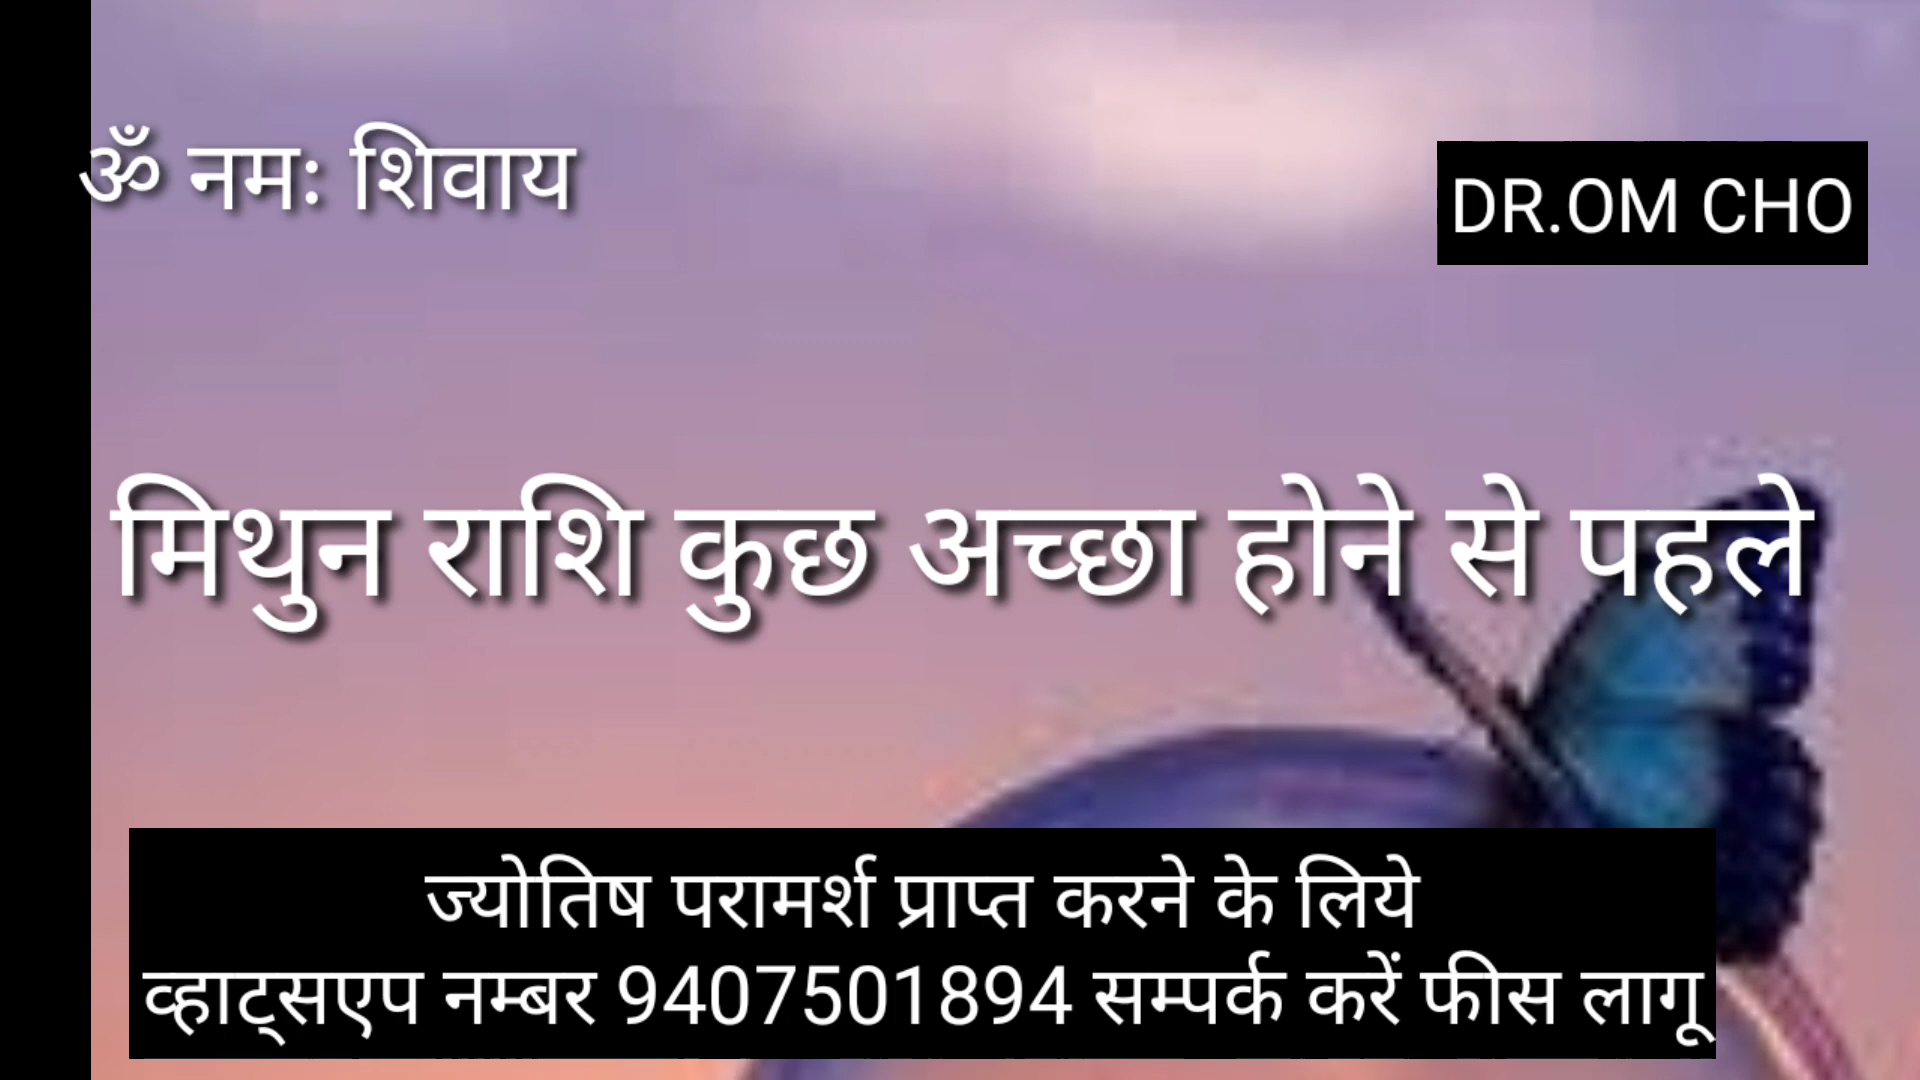 ॐ नमः शिवाय
DR.OM CHO
मिथुन राशि कुछ अच्छा होने से पहले
ज्योतिष परामर्श प्राप्त करने के लिये
व्हाट्सएप नम्बर 9407501894 सम्पर्क करें फीस लागू